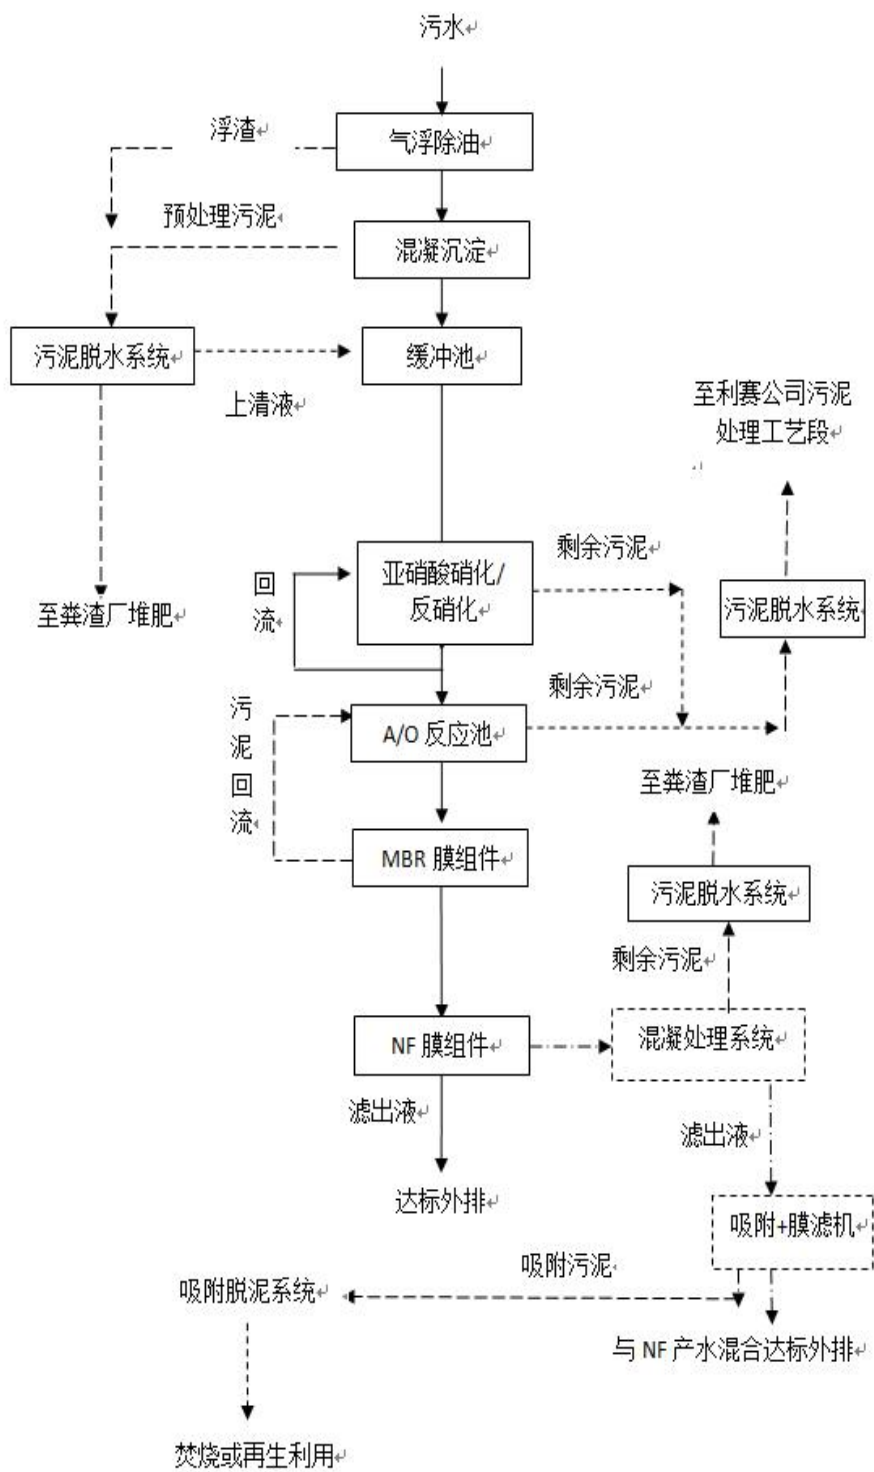 污水
浮渣
气浮除油
预处理污泥
混凝沉淀
污泥脱水系统
缓冲池
上清液
至利赛公司污泥
处理工艺段
剩余污泥
亚硝酸硝化/
反硝化
回
流
污泥脱水系统
至粪渣厂堆肥
剩余污泥
污
泥
回
流
A/O 反应池
至粪渣厂堆肥
MBR 膜组件
污泥脱水系统
剩余污泥
NF 膜组件
混凝处理系统
滤出液
滤出液
达标外排
吸附+膜滤机
吸附污泥
吸附脱泥系统
与 NF 产水混合达标外排
焚烧或再生利用